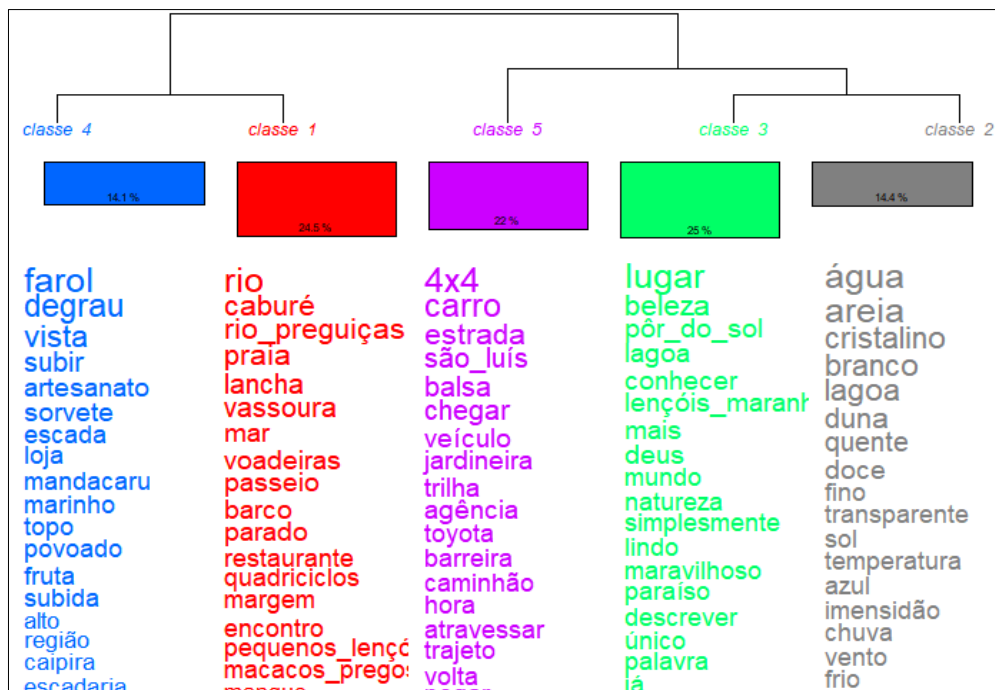 classe 4
classe 1
classe 5
classe 3
classe 2
14.1 %
24.5 %
22 %
25 %
14.4 %
farol
degrau
vista
subir
artesanato
sorvete
escada
loja
mandacaru
marinho
topo
povoado
fruta
subida
alto
região
caipira
escadaria
rio
caburé
rio_preguiças
praia
lancha
vassoura
mar
voadeiras
passeio
barco
parado
restaurante
quadriciclos
margem
encontro
pequenos_lençó
macacos_prego
4x4
carro
estrada
são_luís
balsa
chegar
veículo
jardineira
trilha
agência
toyota
barreira
caminhão
hora
atravessar
trajeto
volta
lugar
beleza
pôr_do_sol
lagoa
conhecer
lençóis_maranh
mais
deus
mundo
natureza
simplesmente
lindo
maravilhoso
paraíso
descrever
único
palavra
já
água
areia
cristalino
branco
lagoa
duna
quente
doce
fino
transparente
sol
temperatura
azul
imensidão
chuva
vento
frio